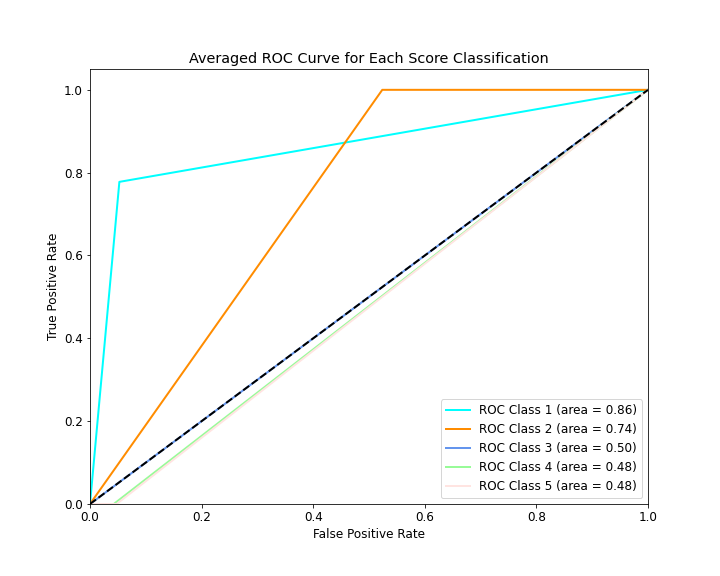 Averaged ROC Curve for Each Score Classification
1.0
0.8
0.6
0.4
0.2
0.0
True Positive Rate
ROC Class 1 (area = 0.86)
ROC Class 2 (area = 0.74)
ROC Class 3 (area = 0.50)
ROC Class 4 (area = 0.48)
ROC Class 5 (area = 0.48)
0.0 0.2 0.4 0.6 0.8 1.0
False Positive Rate